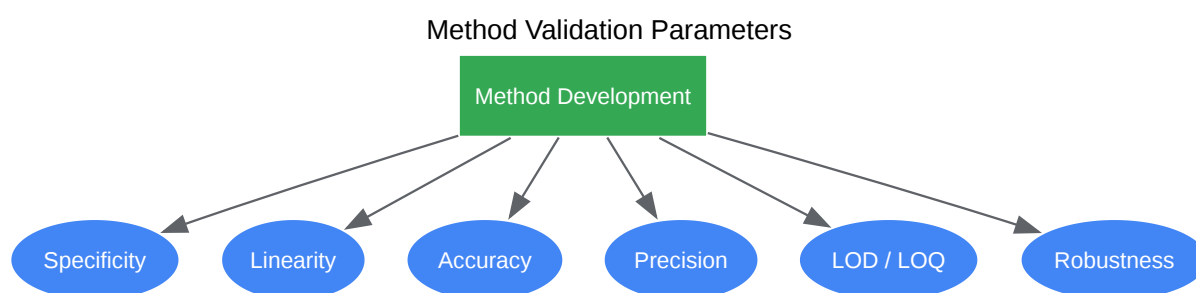 Method Validation Parameters
Method Development
Specificity
Linearity
Accuracy
Precision
LOD / LOQ
Robustness